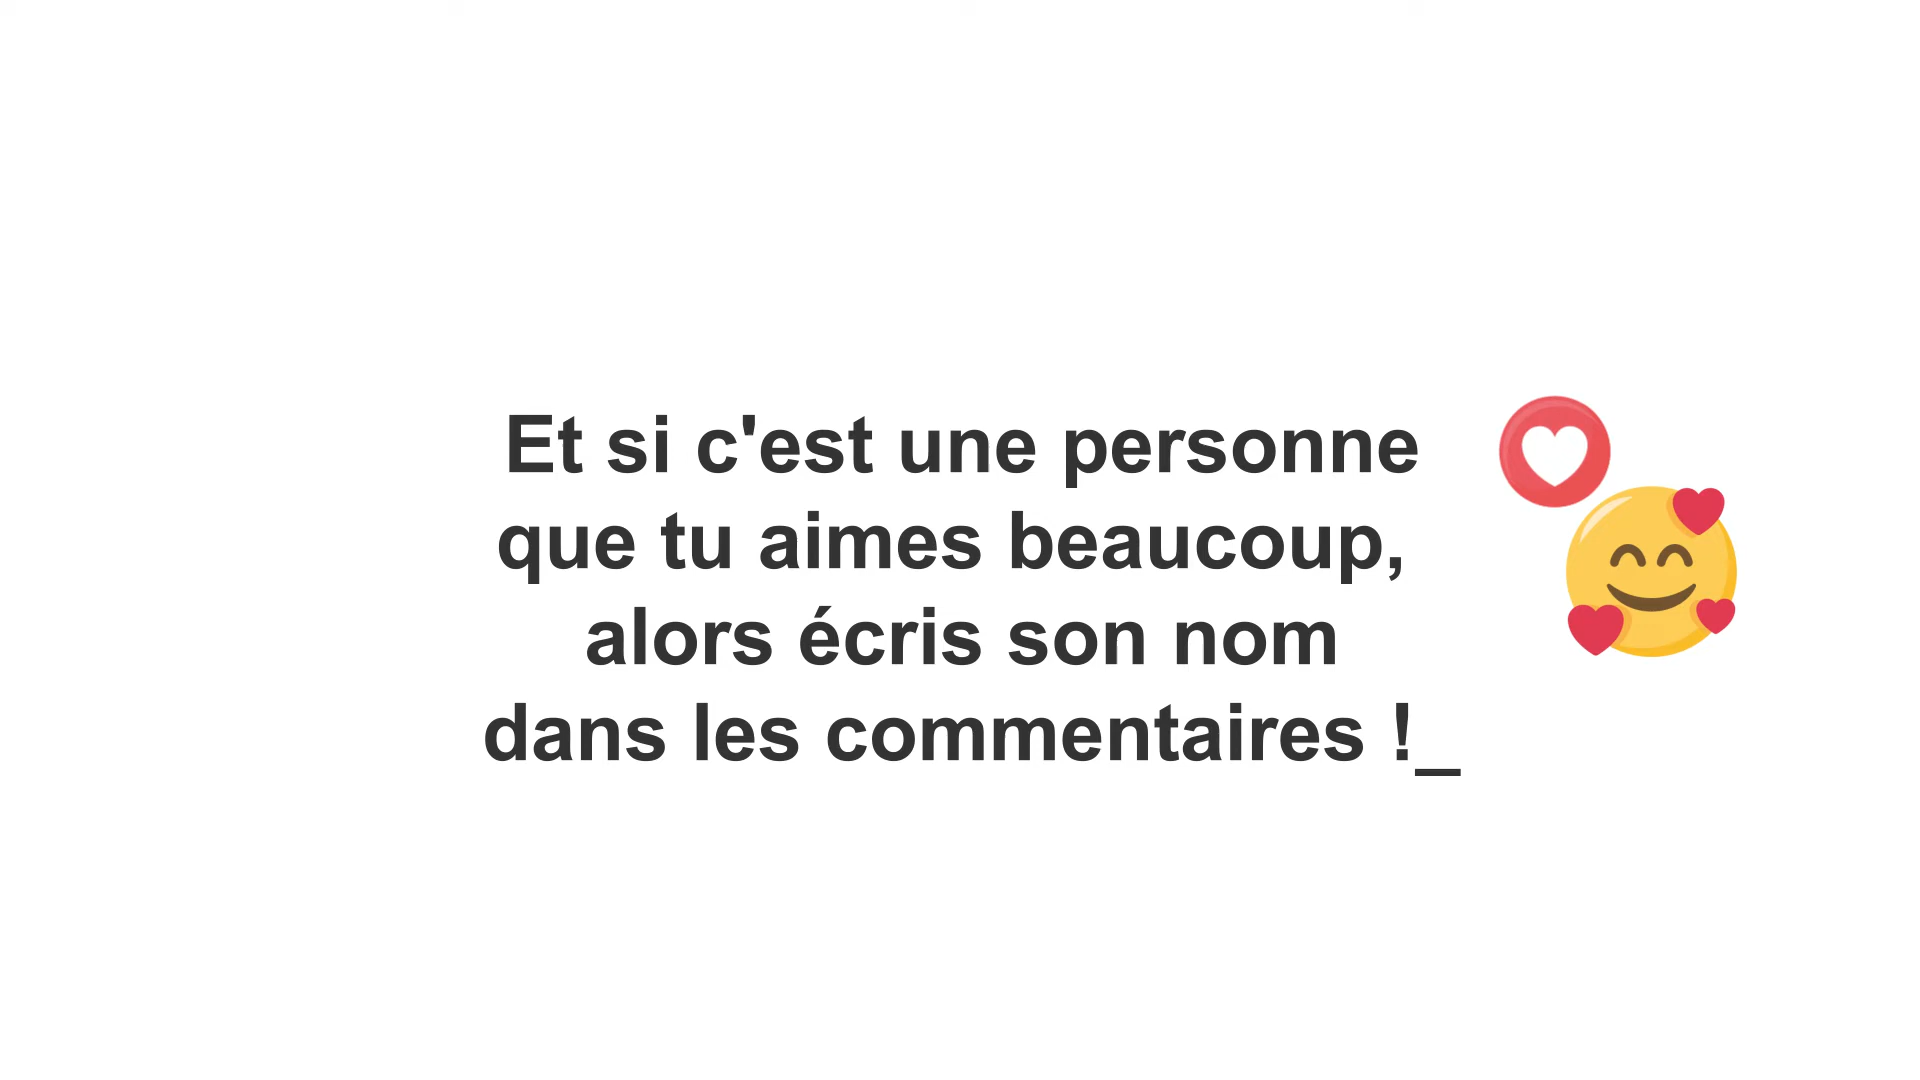 Et si c'est une personne
que tu aimes beaucoup,
alors écris son nom
dans les commentaires !_